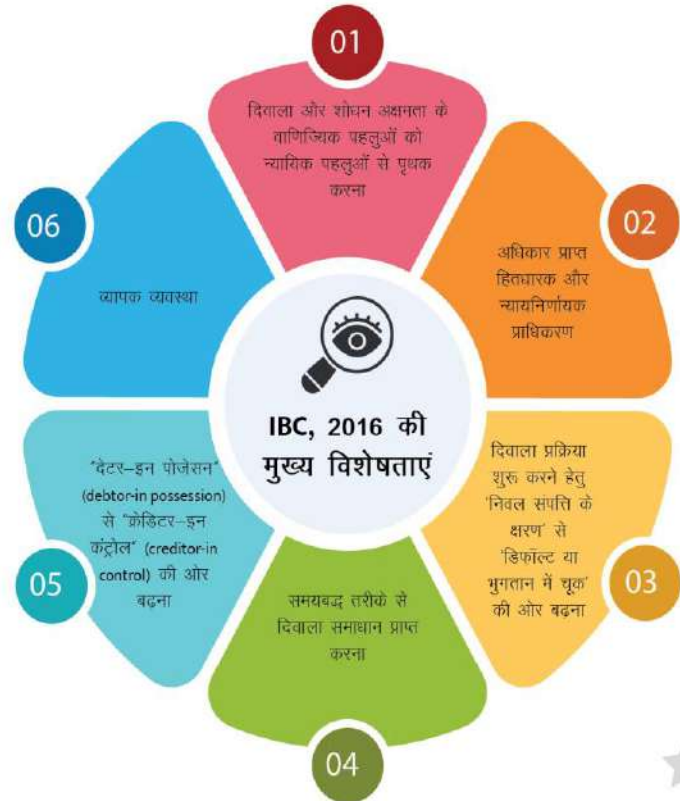 01
दिवाला और शोधन अक्षमता के
वाणिज्यिक पहलुओं को
न्यायिक पहलुओं से पृथक
करना
02
अधिकार प्राप्त
हितधारक और
न्यायनिर्णायक
प्राधिकरण
दिवाला प्रक्रिया
शुरू करने हेतु
'निवल संपत्ति के
क्षरण' से
'डिफॉल्ट या
भुगतान में चूक'
की ओर बढ़ना
03
समयबद्ध तरीके से
दिवाला समाधान प्राप्त
करना
04
"देटर–इन पोजेसन"
(debtor-in possession)
से "क्रेडिटर–इन
कंट्रोल" (creditor-in
control) की ओर
बढ़ना
05
06
व्यापक व्यवस्था
IBC, 2016 की
मुख्य विशेषताएं